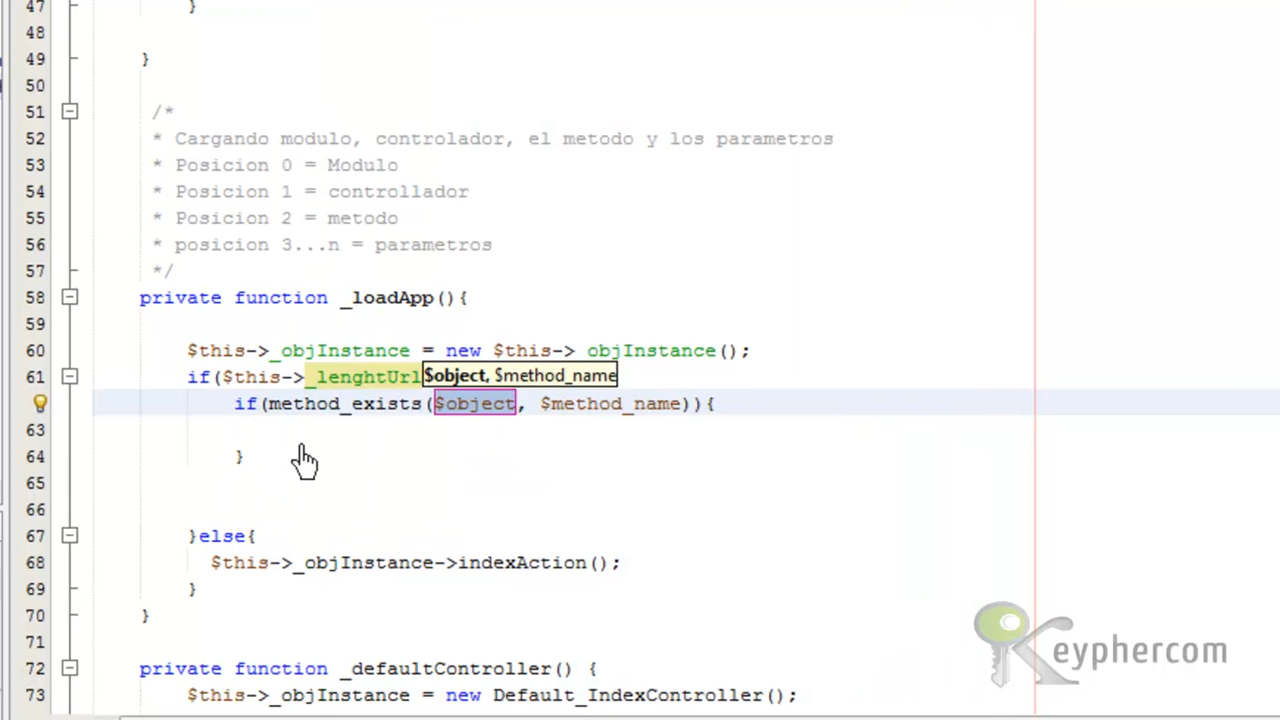 47 }
48
49 }
50
51 /*
52 * Cargando modulo, controlador, el metodo y los parametros
53 * Posicion 0 = Modulo
54 * Posicion 1 = controllador
55 * Posicion 2 = metodo
56 * posicion 3...n = parametros
57 */
58 private function _loadApp(){
59
60 $this->_objInstance = new $this->_objInstance();
61 if($this->_lenghtUrl
$object, $method_name
if(method_exists($object, $method_name)){
63
64 }
65
66
67 }else{
68 $this->_objInstance->indexAction();
69 }
70 }
71
72 private function _defaultController() {
73 $this->_objInstance = new Default_IndexController();
Keyphercom